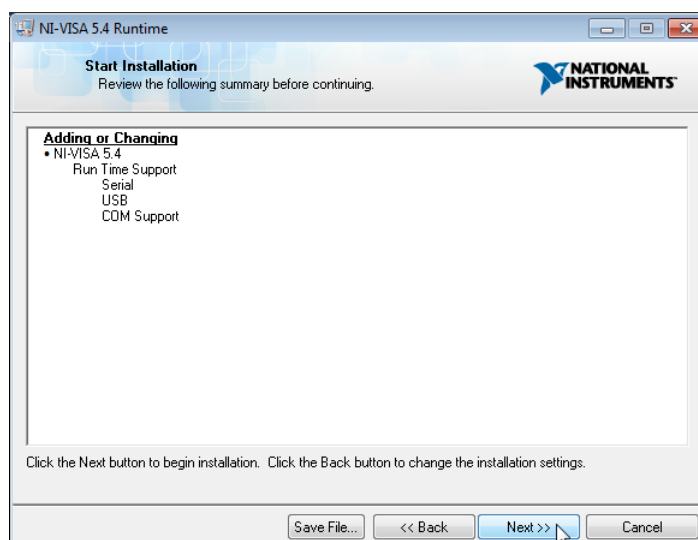 NI-VISA 5.4 Runtime
Start Installation
Review the following summary before continuing.
NATIONAL
INSTRUMENTS™
Adding or Changing
• NI-VISA 5.4
Run Time Support
Serial
USB
COM Support
Click the Next button to begin installation.  Click the Back button to change the installation settings.
Save File...
<< Back
Next >>
Cancel